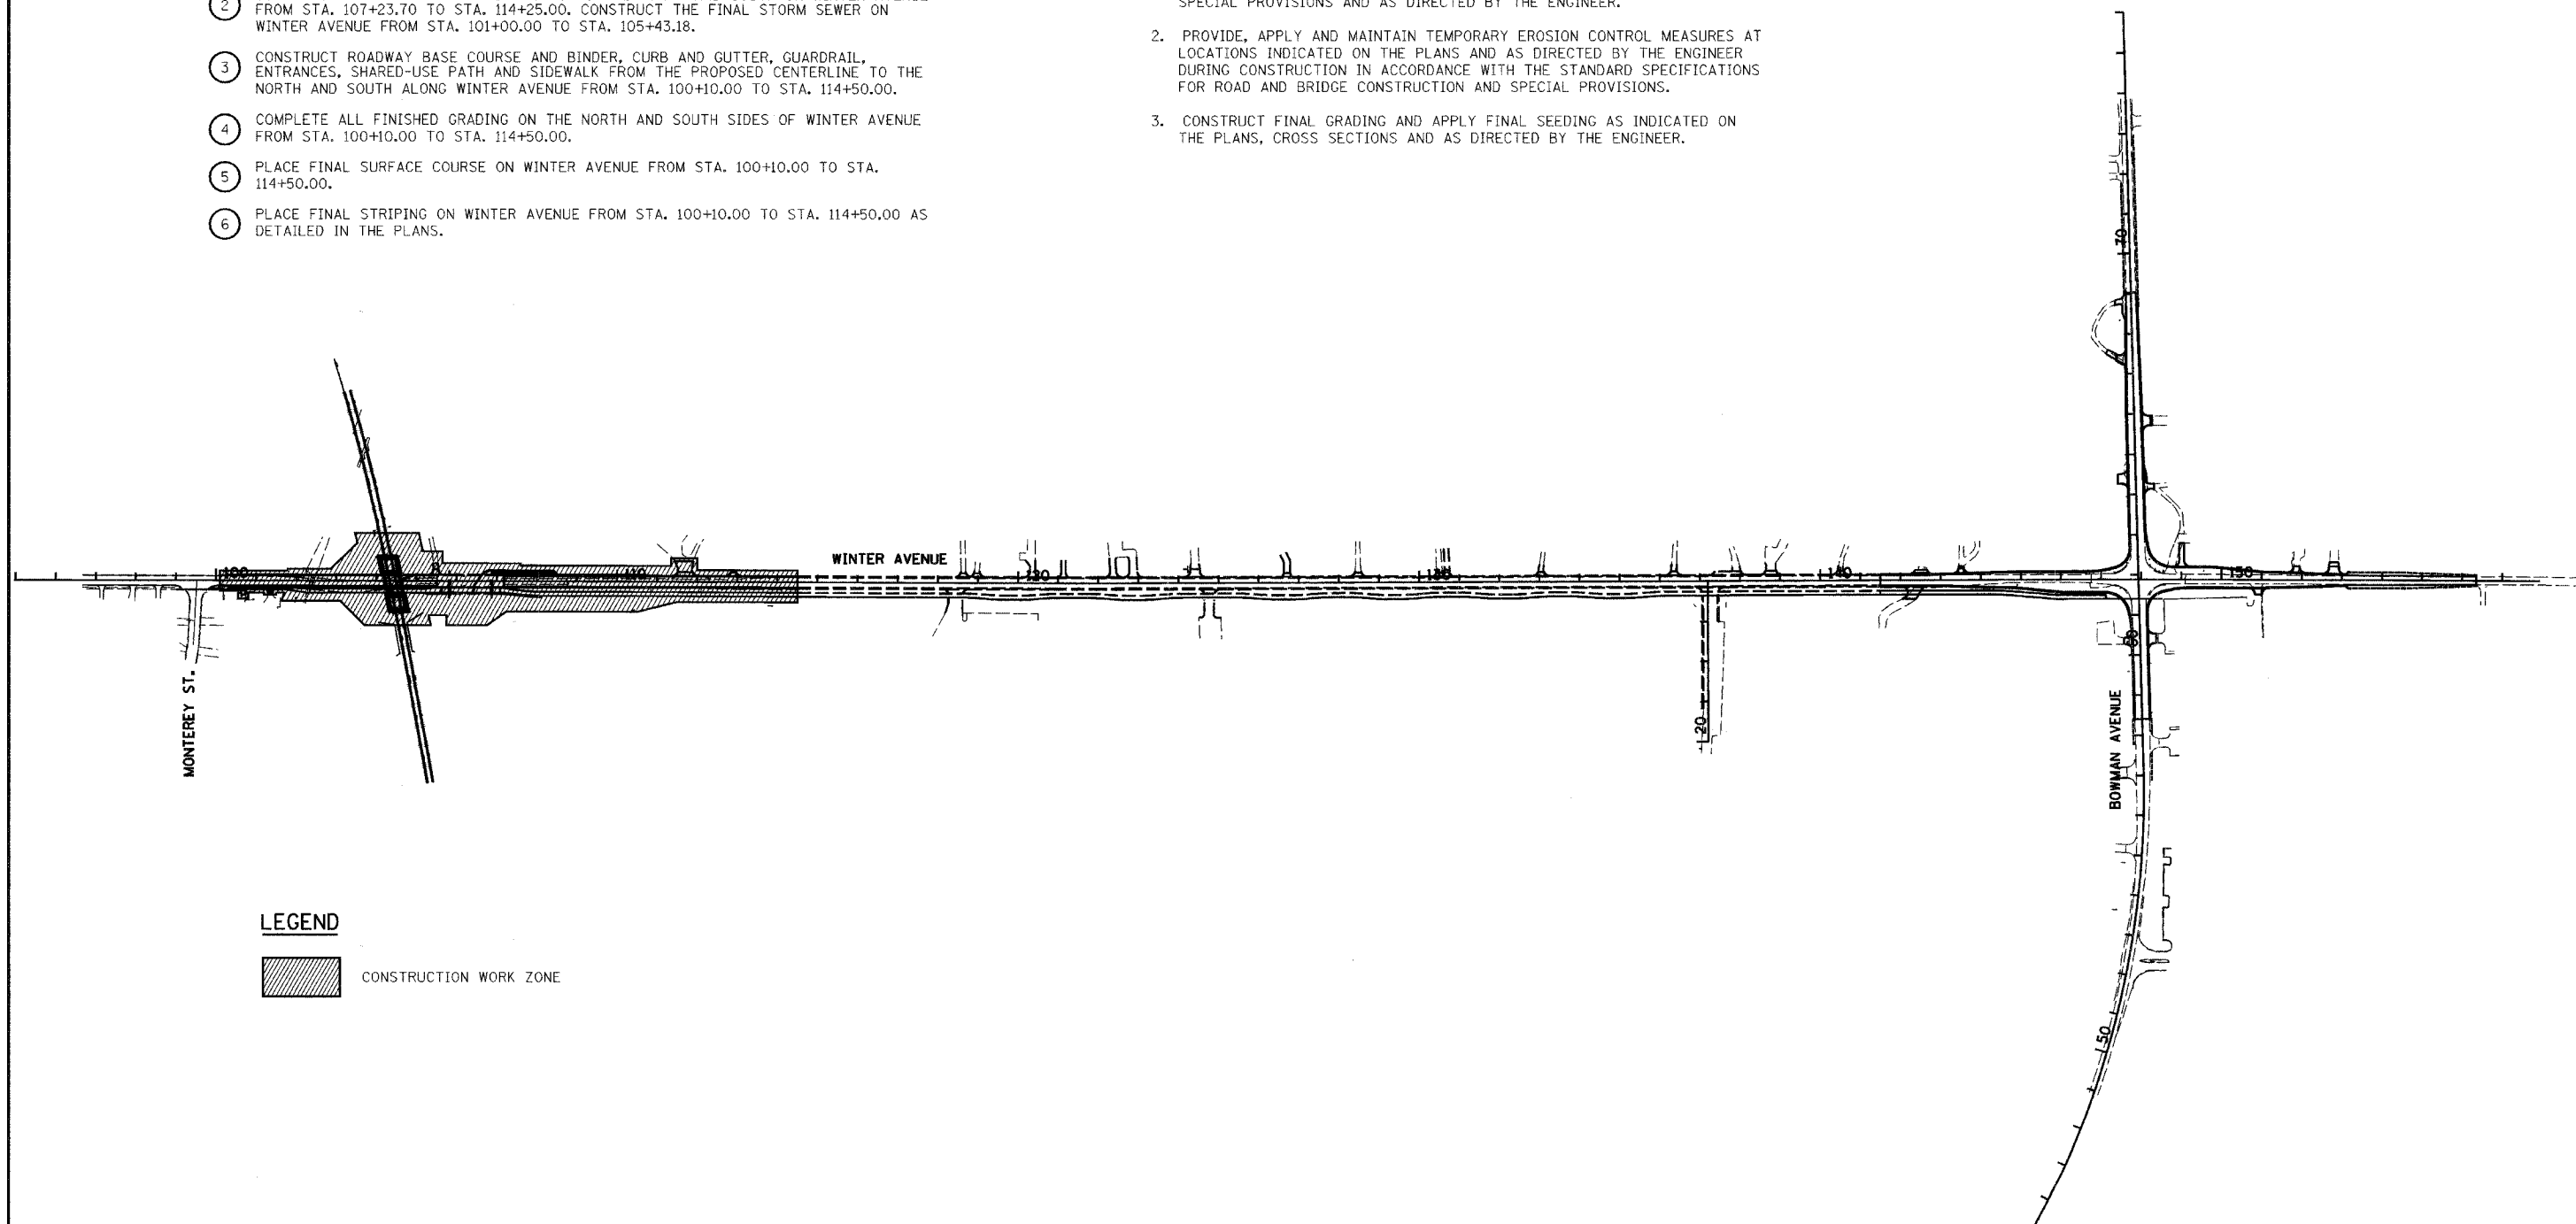 2
FROM STA. 107+23.70 TO STA. 114+25.00. CONSTRUCT THE FINAL STORM SEWER ON
WINTER AVENUE FROM STA. 101+00.00 TO STA. 105+43.18.
3
CONSTRUCT ROADWAY BASE COURSE AND BINDER, CURB AND GUTTER, GUARDRAIL,
ENTRANCES, SHARED-USE PATH AND SIDEWALK FROM THE PROPOSED CENTERLINE TO THE
NORTH AND SOUTH ALONG WINTER AVENUE FROM STA. 100+10.00 TO STA. 114+50.00.
4
COMPLETE ALL FINISHED GRADING ON THE NORTH AND SOUTH SIDES OF WINTER AVENUE
FROM STA. 100+10.00 TO STA. 114+50.00.
5
PLACE FINAL SURFACE COURSE ON WINTER AVENUE FROM STA. 100+10.00 TO STA.
114+50.00.
6
PLACE FINAL STRIPING ON WINTER AVENUE FROM STA. 100+10.00 TO STA. 114+50.00 AS
DETAILED IN THE PLANS.
SPECIAL PROVISIONS AND AS DIRECTED BY THE ENGINEER.
2. PROVIDE, APPLY AND MAINTAIN TEMPORARY EROSION CONTROL MEASURES AT
LOCATIONS INDICATED ON THE PLANS AND AS DIRECTED BY THE ENGINEER
DURING CONSTRUCTION IN ACCORDANCE WITH THE STANDARD SPECIFICATIONS
FOR ROAD AND BRIDGE CONSTRUCTION AND SPECIAL PROVISIONS.
3. CONSTRUCT FINAL GRADING AND APPLY FINAL SEEDING AS INDICATED ON
THE PLANS, CROSS SECTIONS AND AS DIRECTED BY THE ENGINEER.
70
WINTER AVENUE
100
110
140
150
60
20
MONTEREY ST.
BOWMAN AVENUE
50
LEGEND
CONSTRUCTION WORK ZONE